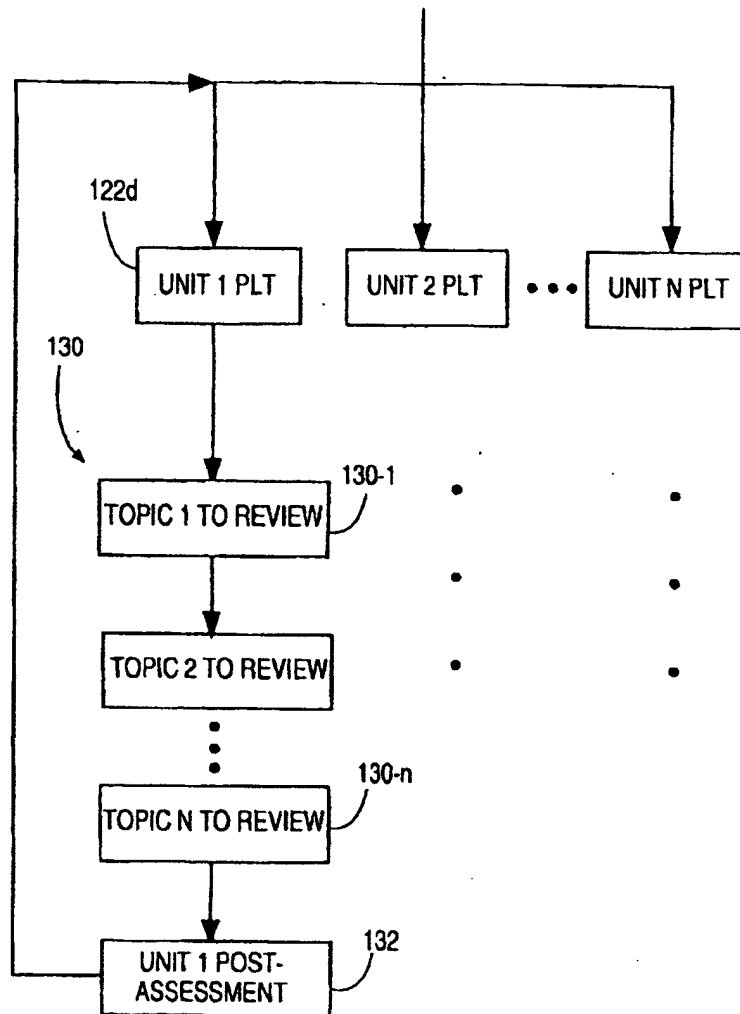 122d
UNIT 1 PLT
UNIT 2 PLT
UNIT N PLT
130
130-1
TOPIC 1 TO REVIEW
TOPIC 2 TO REVIEW
130-n
TOPIC N TO REVIEW
UNIT 1 POST-
ASSESSMENT
132